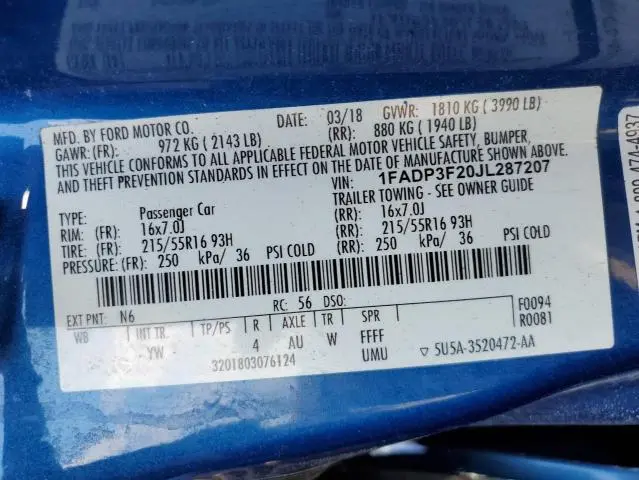 MFD. BY FORD MOTOR CO. DATE: 03/18 GVWR: 1810 KG ( 3990 LB)
GAWR: (FR): 972 KG ( 2143 LB) (RR): 880 KG ( 1940 LB)
THIS VEHICLE CONFORMS TO ALL APPLICABLE FEDERAL MOTOR VEHICLE SAFETY, BUMPER,
AND THEFT PREVENTION STANDARDS IN EFFECT ON THE DATE OF MANUFACTURE SHOWN ABOVE.
VIN: 1FADP3F20JL287207
TYPE: Passenger Car TRAILER TOWING - SEE OWNER GUIDE
RIM: (FR): 16x7.0J (RR): 16x7.0J
TIRE: (FR): 215/55R16 93H (RR): 215/55R16 93H
PRESSURE: (FR): 250 kPa/ 36 PSI COLD (RR): 250 kPa/ 36 PSI COLD
EXT PNT: N6 RC: 56 DSO:
WB INT TR. TP/PS R AXLE TR SPR F0094
YW 4 AU W FFFF R0081
3201803076124 UMU ▽ 5U5A-3520472-AA